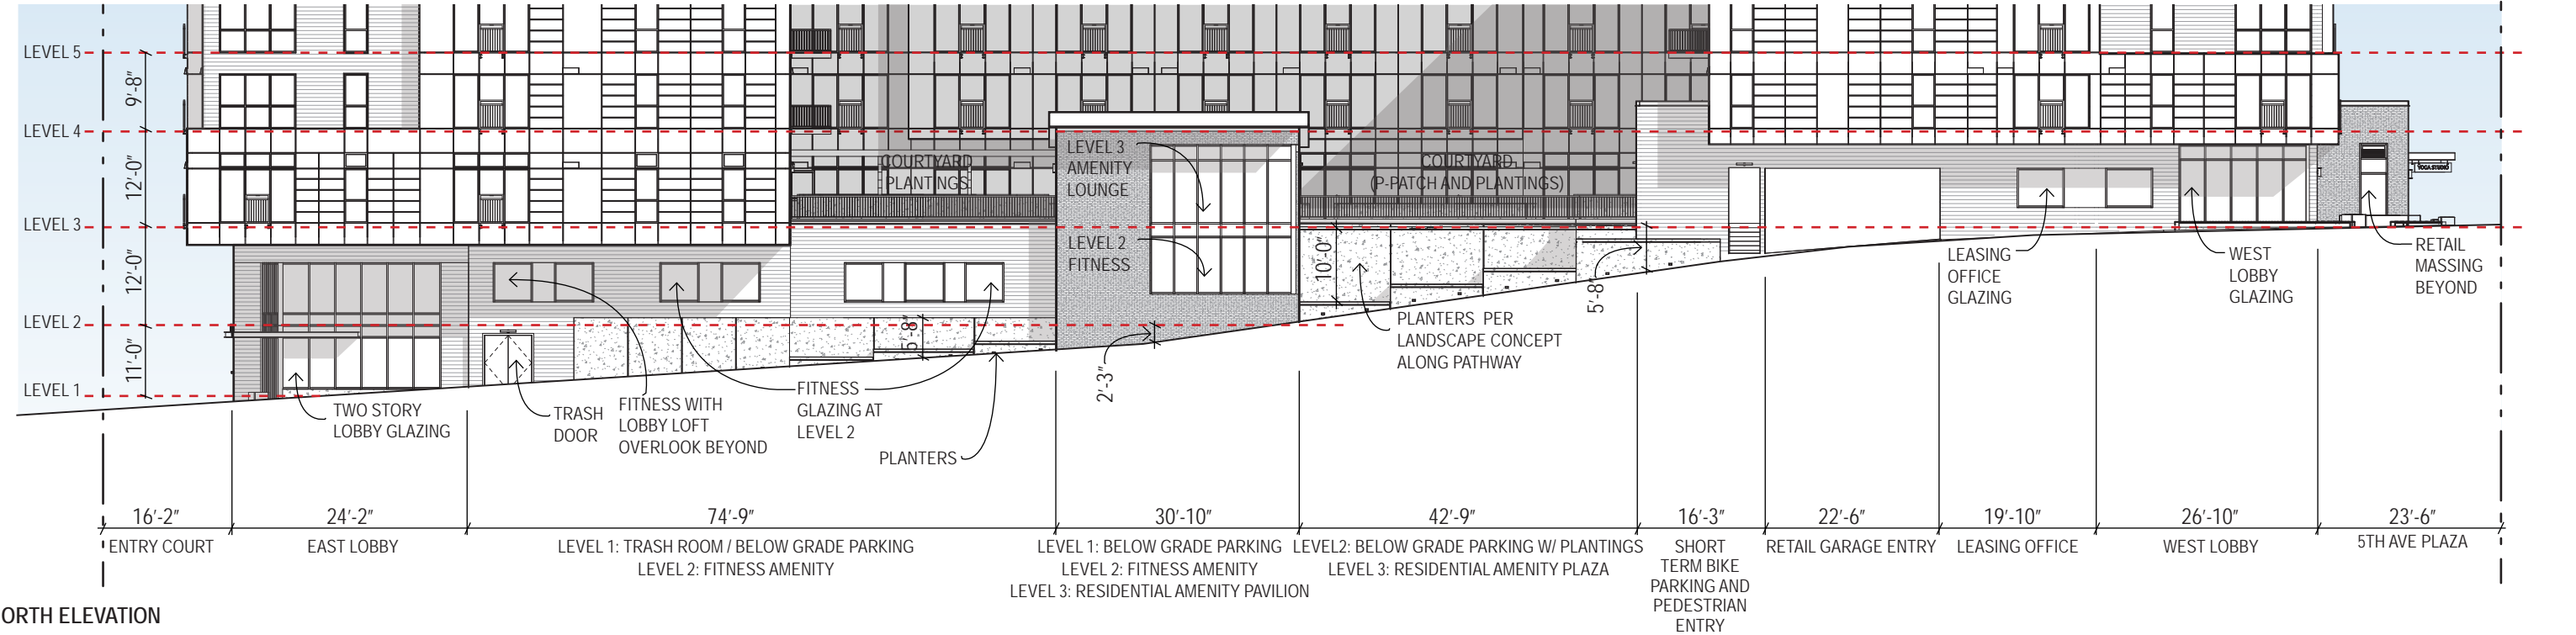 LEVEL 5
9'-8"
LEVEL 4
12'-0"
LEVEL 3
12'-0"
LEVEL 2
11'-0"
LEVEL 1
COURTYARD
PLANTINGS
LEVEL 3
AMENITY
LOUNGE
LEVEL 2
FITNESS
COURTYARD
(P-PATCH AND PLANTINGS)
YOGA STUDIO
10'-0"
5'-8"
5'-8"
2'-3"
LEASING
OFFICE
GLAZING
WEST
LOBBY
GLAZING
RETAIL
MASSING
BEYOND
PLANTERS PER
LANDSCAPE CONCEPT
ALONG PATHWAY
TWO STORY
LOBBY GLAZING
TRASH
DOOR
FITNESS WITH
LOBBY LOFT
OVERLOOK BEYOND
FITNESS
GLAZING AT
LEVEL 2
PLANTERS
16'-2"
24'-2"
74'-9"
30'-10"
42'-9"
16'-3"
22'-6"
19'-10"
26'-10"
23'-6"
ENTRY COURT
EAST LOBBY
LEVEL 1: TRASH ROOM / BELOW GRADE PARKING
LEVEL 2: FITNESS AMENITY
LEVEL 1: BELOW GRADE PARKING
LEVEL 2: FITNESS AMENITY
LEVEL 3: RESIDENTIAL AMENITY PAVILION
LEVEL2: BELOW GRADE PARKING W/ PLANTINGS
LEVEL 3: RESIDENTIAL AMENITY PLAZA
SHORT
TERM BIKE
PARKING AND
PEDESTRIAN
ENTRY
RETAIL GARAGE ENTRY
LEASING OFFICE
WEST LOBBY
5TH AVE PLAZA
ORTH ELEVATION